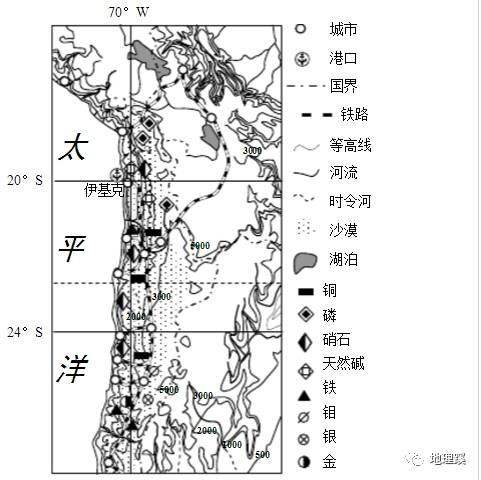 70° W
太
平
洋
20° S
24° S
伊基克
3000
5000
3000
2000
5000
3000
2000
1000
500
城市
港口
国界
铁路
等高线
河流
时令河
沙漠
湖泊
铜
磷
硝石
天然碱
铁
钼
银
金
地理蹊